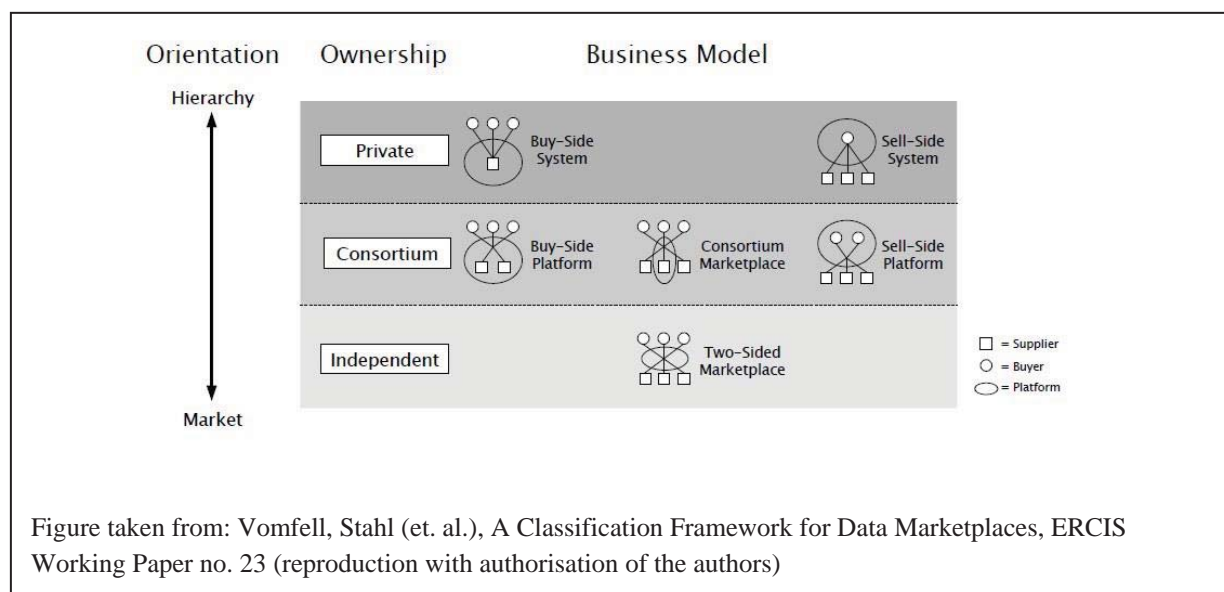 Orientation Ownership Business Model
Hierarchy
Private
Buy-Side
System
Sell-Side
System
Consortium
Buy-Side
Platform
Consortium
Marketplace
Sell-Side
Platform
Independent
Two-Sided
Marketplace
Market
= Supplier
= Buyer
= Platform
Figure taken from: Vomfell, Stahl (et. al.), A Classification Framework for Data Marketplaces, ERCIS
Working Paper no. 23 (reproduction with authorisation of the authors)